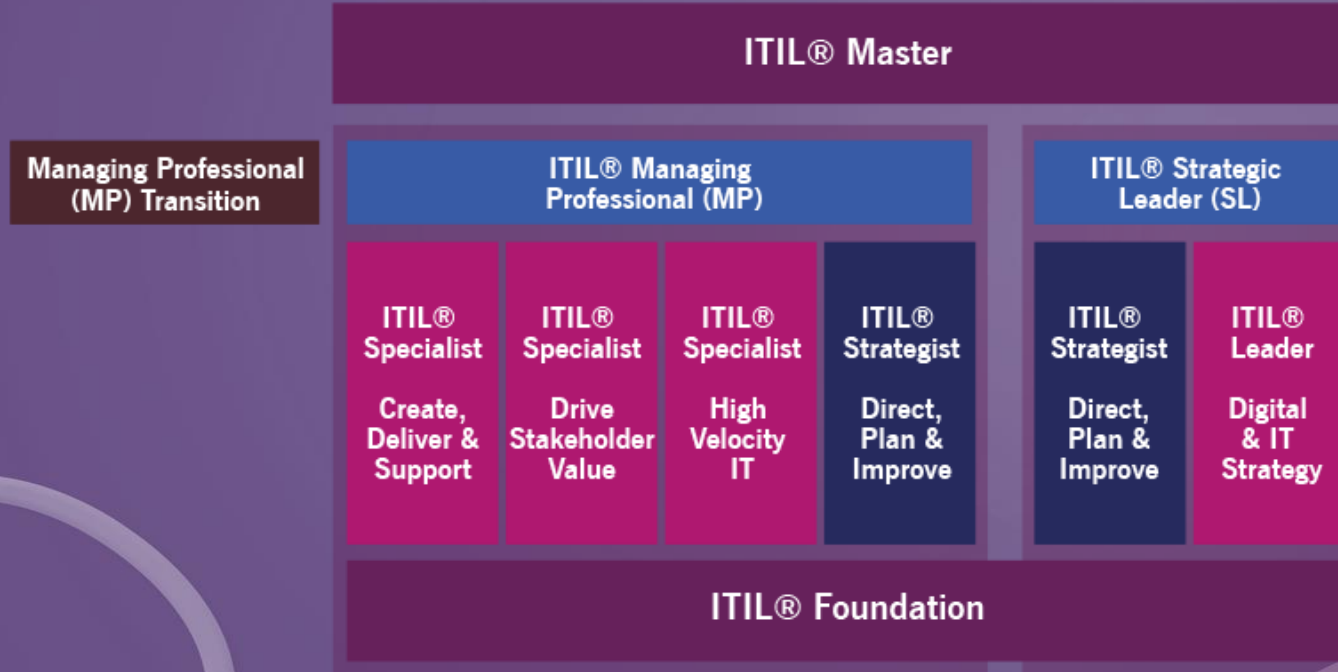 ITIL® Master
Managing Professional
(MP) Transition
ITIL® Managing
Professional (MP)
ITIL® Strategic
Leader (SL)
ITIL®
Specialist
Create,
Deliver &
Support
ITIL®
Specialist
Drive
Stakeholder
Value
ITIL®
Specialist
High
Velocity
IT
ITIL®
Strategist
Direct,
Plan &
Improve
ITIL®
Strategist
Direct,
Plan &
Improve
ITIL®
Leader
Digital
& IT
Strategy
ITIL® Foundation